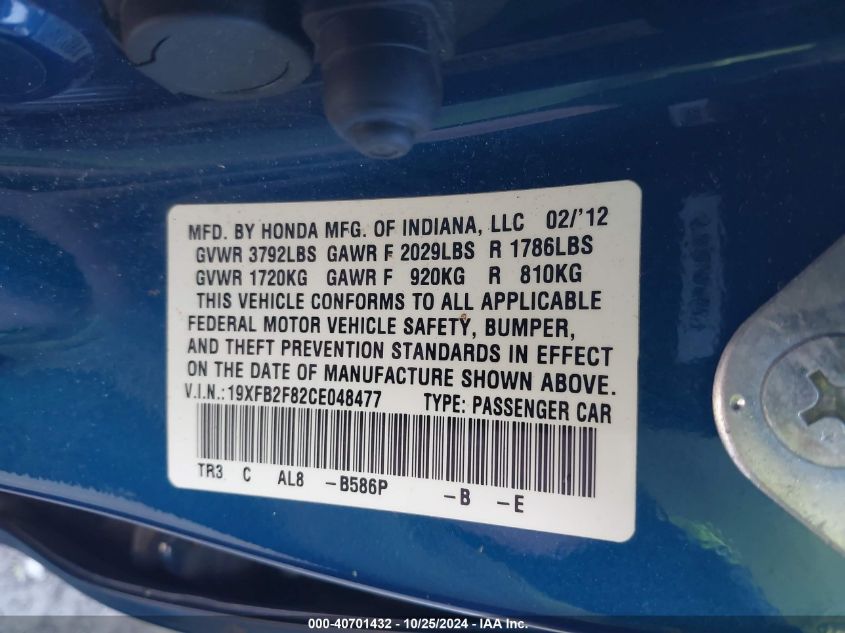 MFD. BY HONDA MFG. OF INDIANA, LLC 02/'12
GVWR 3792LBS GAWR F 2029LBS R 1786LBS
GVWR 1720KG GAWR F 920KG R 810KG
THIS VEHICLE CONFORMS TO ALL APPLICABLE
FEDERAL MOTOR VEHICLE SAFETY, BUMPER,
AND THEFT PREVENTION STANDARDS IN EFFECT
ON THE DATE OF MANUFACTURE SHOWN ABOVE.
V.I.N.:19XFB2F82CE048477 TYPE: PASSENGER CAR
TR3 C AL8 -B586P -B -E
000-40701432 - 10/25/2024 - IAA Inc.